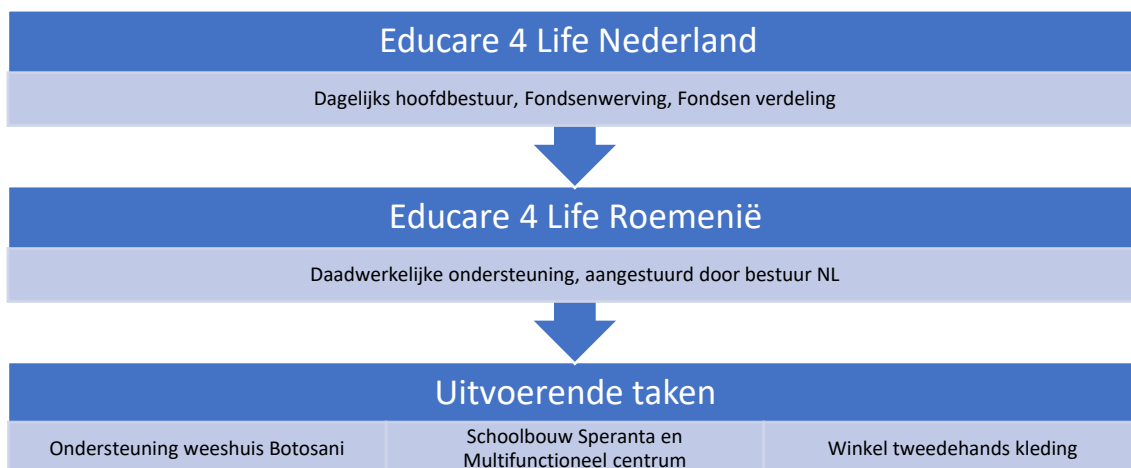 Educare 4 Life Nederland
Dagelijks hoofdbestuur, Fondsenwerving, Fondsen verdeling
Educare 4 Life Roemenië
Daadwerkelijke ondersteuning, aangestuurd door bestuur NL
Uitvoerende taken
Ondersteuning weeshuis Botosani
Schoolbouw Speranta en
Multifunctioneel centrum
Winkel tweedehands kleding